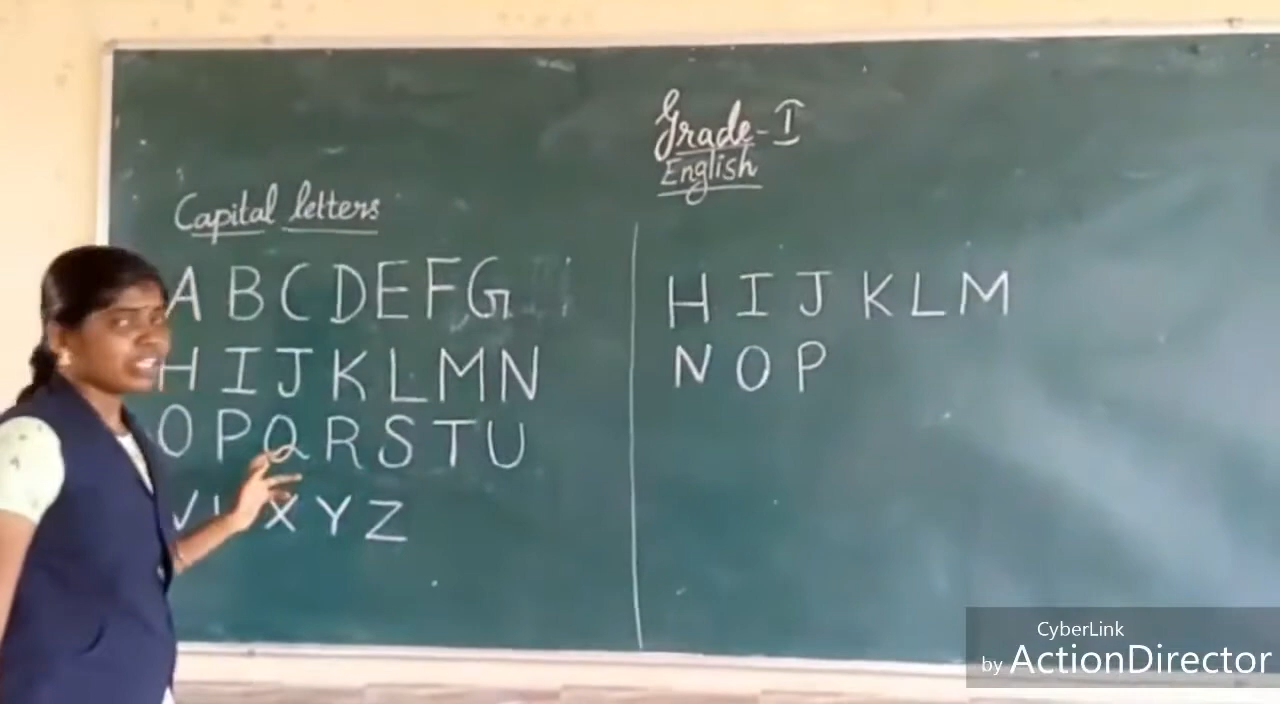 Grade-I
English
Capital letters
A B C D E F G
H I J K L M N
O P Q R S T U
V X Y Z
H I J K L M
N O P
CyberLink
by ActionDirector